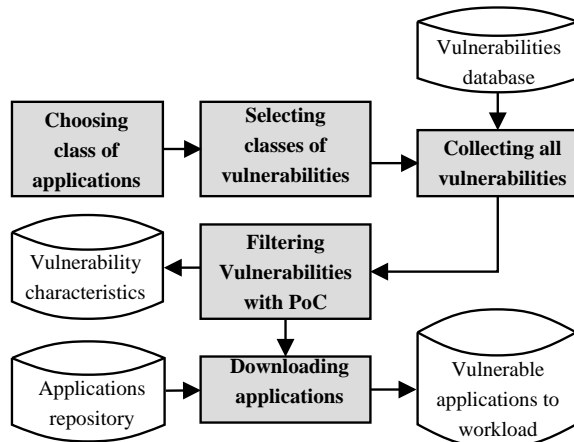 Vulnerabilities
database
Choosing
class of
applications
Selecting
classes of
vulnerabilities
Collecting all
vulnerabilities
Vulnerability
characteristics
Filtering
Vulnerabilities
with PoC
Applications
repository
Downloading
applications
Vulnerable
applications to
workload